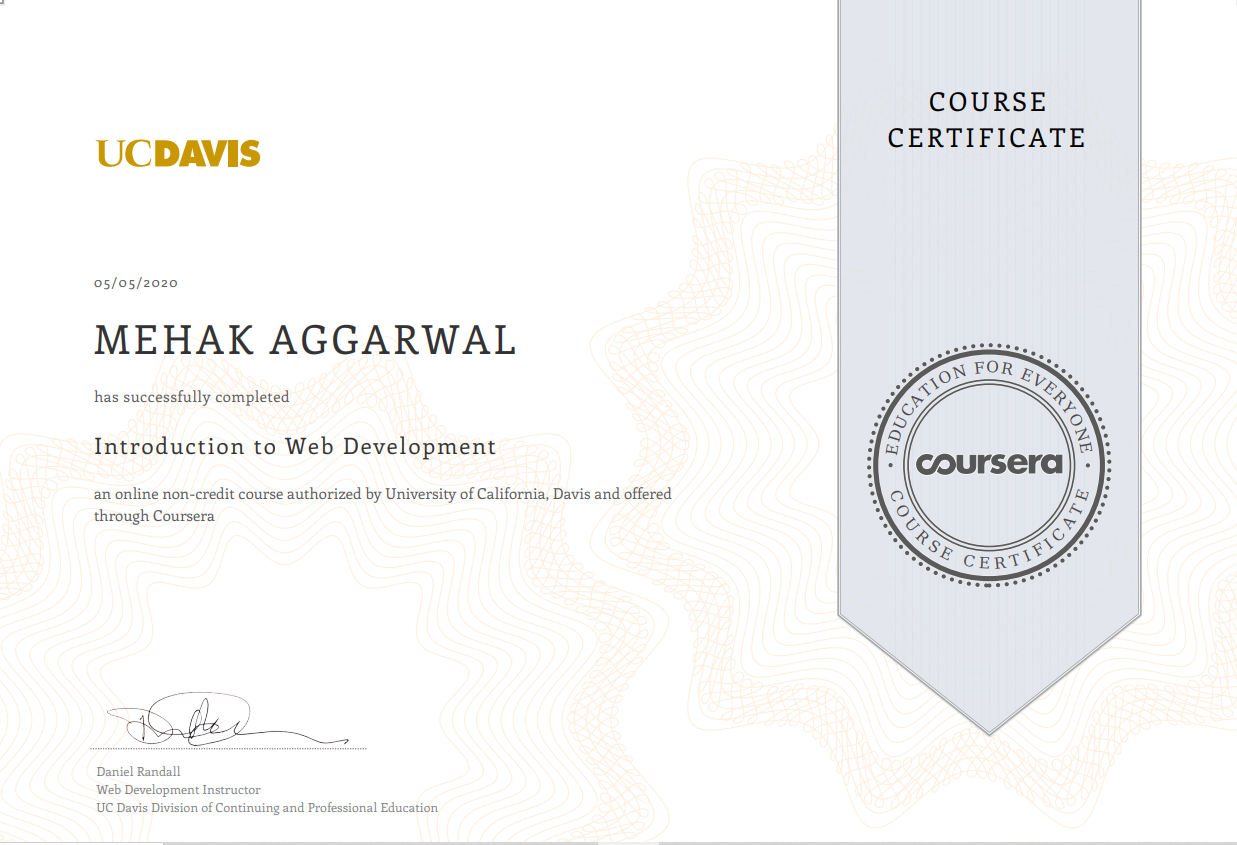 COURSE
CERTIFICATE
UCDAVIS
05/05/2020
MEHAK AGGARWAL
has successfully completed
Introduction to Web Development
an online non-credit course authorized by University of California, Davis and offered
through Coursera
EDUCATION FOR EVERYONE
coursera
COURSE CERTIFICATE
Daniel Randall
Web Development Instructor
UC Davis Division of Continuing and Professional Education